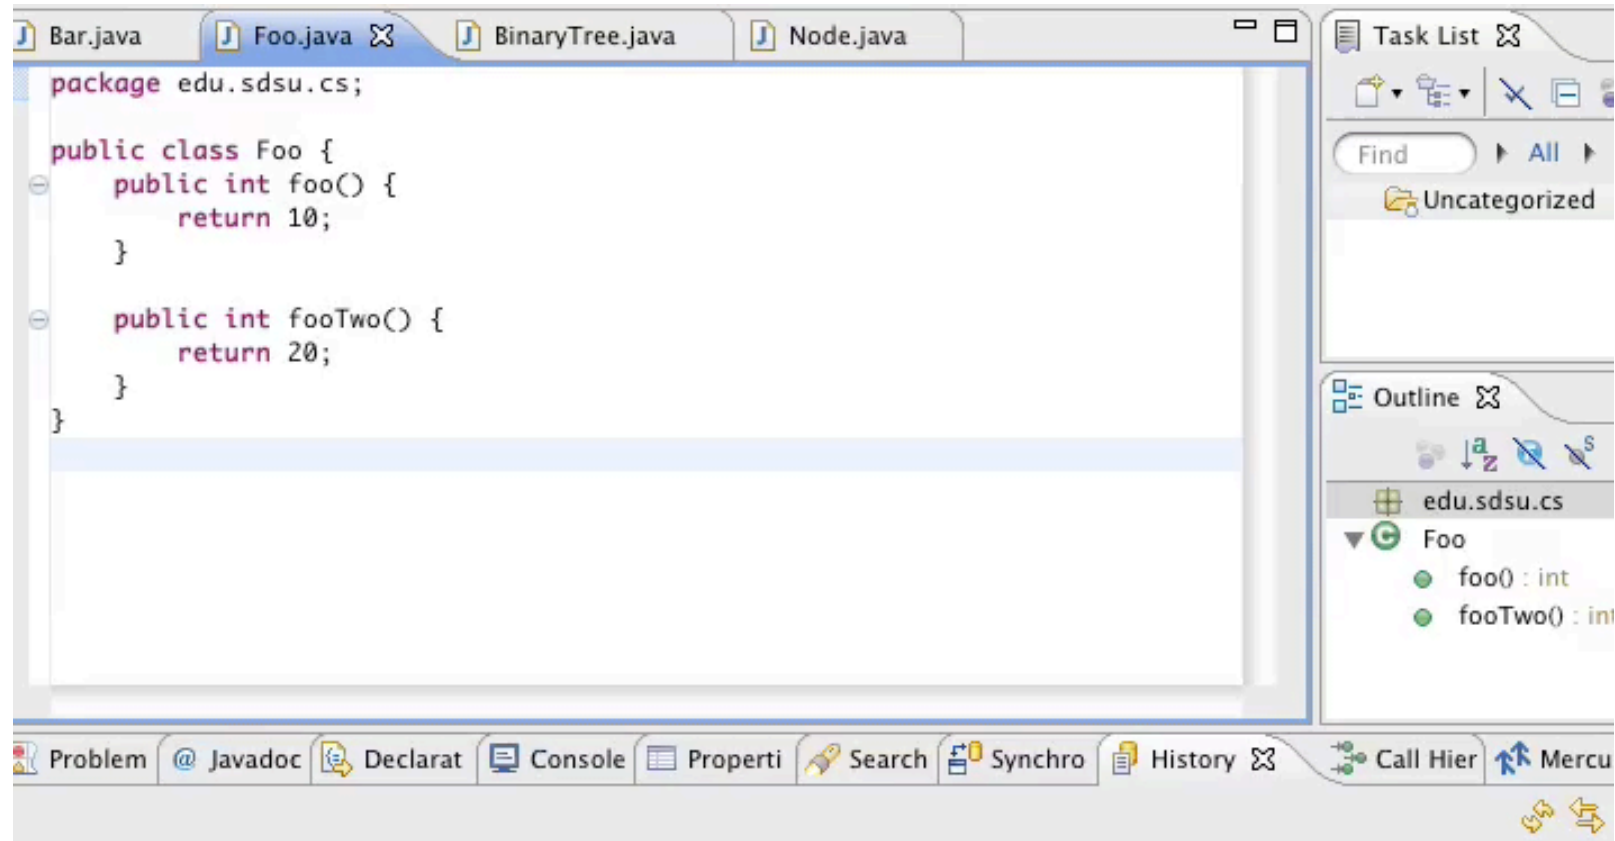 Bar.java
Foo.java
BinaryTree.java
Node.java
package edu.sdsu.cs;
public class Foo {
public int foo() {
return 10;
}
public int fooTwo() {
return 20;
}
}
Task List
Find
All
Uncategorized
Outline
edu.sdsu.cs
Foo
foo() : int
fooTwo() : int
Problem
@ Javadoc
Declarat
Console
Properti
Search
Synchro
History
Call Hier
Mercu